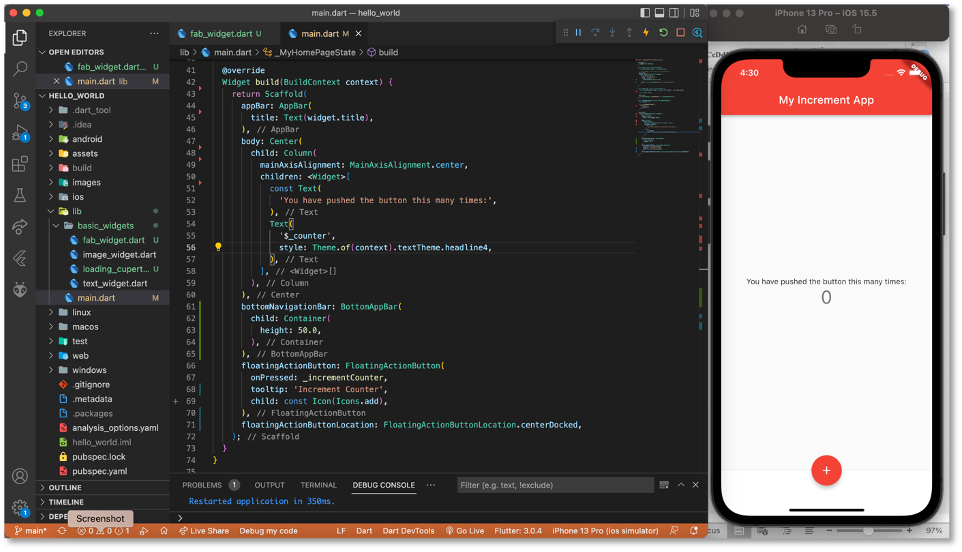 main.dart — hello_world
iPhone 13 Pro – iOS 15.5
EXPLORER
OPEN EDITORS
fab_widget.dart... U
main.dart lib M
HELLO_WORLD
.dart_tool
.idea
android
assets
build
images
ios
lib
basic_widgets
fab_widget.dart U
image_widget.dart
loading_cupert... U
text_widget.dart
main.dart M
linux
macos
test
web
windows
.gitignore
.metadata
.packages
analysis_options.yaml
hello_world.iml
pubspec.lock
pubspec.yaml
OUTLINE
TIMELINE
3
1
1
fab_widget.dart U
main.dart M
lib > main.dart > _MyHomePageState > build
41 @override
42 Widget build(BuildContext context) {
43 return Scaffold(
44 appBar: AppBar(
45 title: Text(widget.title),
46 ), // AppBar
47 body: Center(
48 child: Column(
49 mainAxisAlignment: MainAxisAlignment.center,
50 children: <Widget>[
51 const Text(
52 'You have pushed the button this many times:',
53 ), // Text
54 Text(
55 '$_counter',
56 style: Theme.of(context).textTheme.headline4,
57 ), // Text
58 ], // <Widget>[]
59 ), // Column
60 ), // Center
61 bottomNavigationBar: BottomAppBar(
62 child: Container(
63 height: 50.0,
64 ), // Container
65 ), // BottomAppBar
66 floatingActionButton: FloatingActionButton(
67 onPressed: _incrementCounter,
68 tooltip: 'Increment Counter',
69 child: const Icon(Icons.add),
70 ), // FloatingActionButton
71 floatingActionButtonLocation: FloatingActionButtonLocation.centerDocked,
72 ); // Scaffold
73 }
74 }
75
PROBLEMS 1 OUTPUT TERMINAL DEBUG CONSOLE ... Filter (e.g. text, !exclude)
Restarted application in 350ms.
>
Screenshot
main* 0 0 1 Live Share Debug my code LF Dart Dart DevTools Go Live Flutter: 3.0.4 iPhone 13 Pro (ios simulator)
4:30
DEBUG
My Increment App
You have pushed the button this many times:
0
+
97%